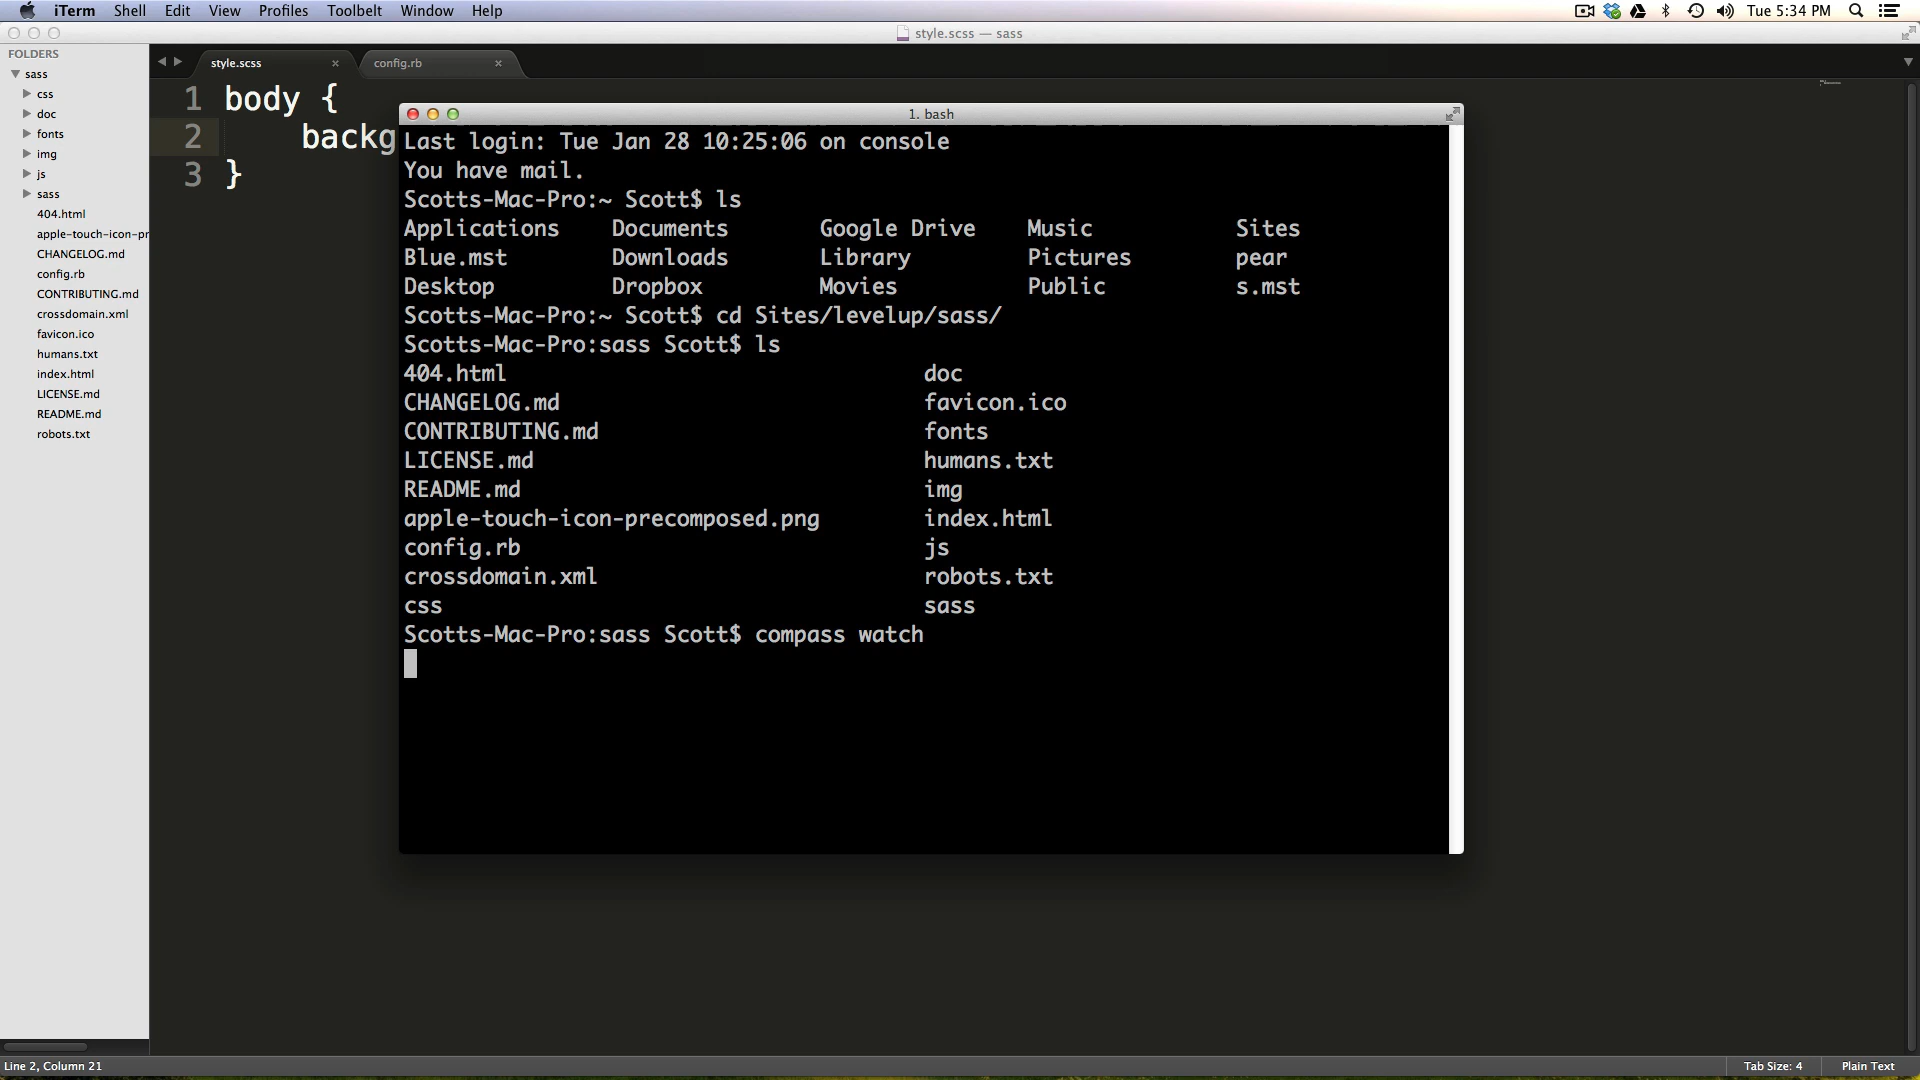 iTerm Shell Edit View Profiles Toolbelt Window Help Tue 5:34 PM
style.scss — sass
FOLDERS
sass
css
doc
fonts
img
js
sass
404.html
apple-touch-icon-pr
CHANGELOG.md
config.rb
CONTRIBUTING.md
crossdomain.xml
favicon.ico
humans.txt
index.html
LICENSE.md
README.md
robots.txt
style.scss × config.rb ×
1 body {
2 backg
3 }
1. bash
Last login: Tue Jan 28 10:25:06 on console
You have mail.
Scotts-Mac-Pro:~ Scott$ ls
Applications Documents Google Drive Music Sites
Blue.mst Downloads Library Pictures pear
Desktop Dropbox Movies Public s.mst
Scotts-Mac-Pro:~ Scott$ cd Sites/levelup/sass/
Scotts-Mac-Pro:sass Scott$ ls
404.html doc
CHANGELOG.md favicon.ico
CONTRIBUTING.md fonts
LICENSE.md humans.txt
README.md img
apple-touch-icon-precomposed.png index.html
config.rb js
crossdomain.xml robots.txt
css sass
Scotts-Mac-Pro:sass Scott$ compass watch
Line 2, Column 21 Tab Size: 4 Plain Text